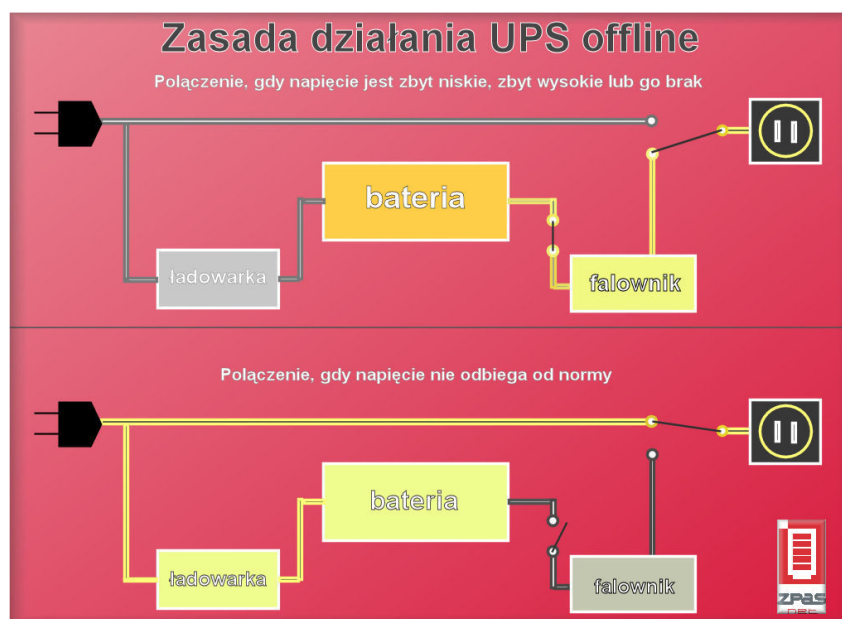 Zasada działania UPS offline
Połączenie, gdy napięcie jest zbyt niskie, zbyt wysokie lub go brak
bateria
ładowarka
falownik
Połączenie, gdy napięcie nie odbiega od normy
bateria
ładowarka
falownik
ZPAS
net